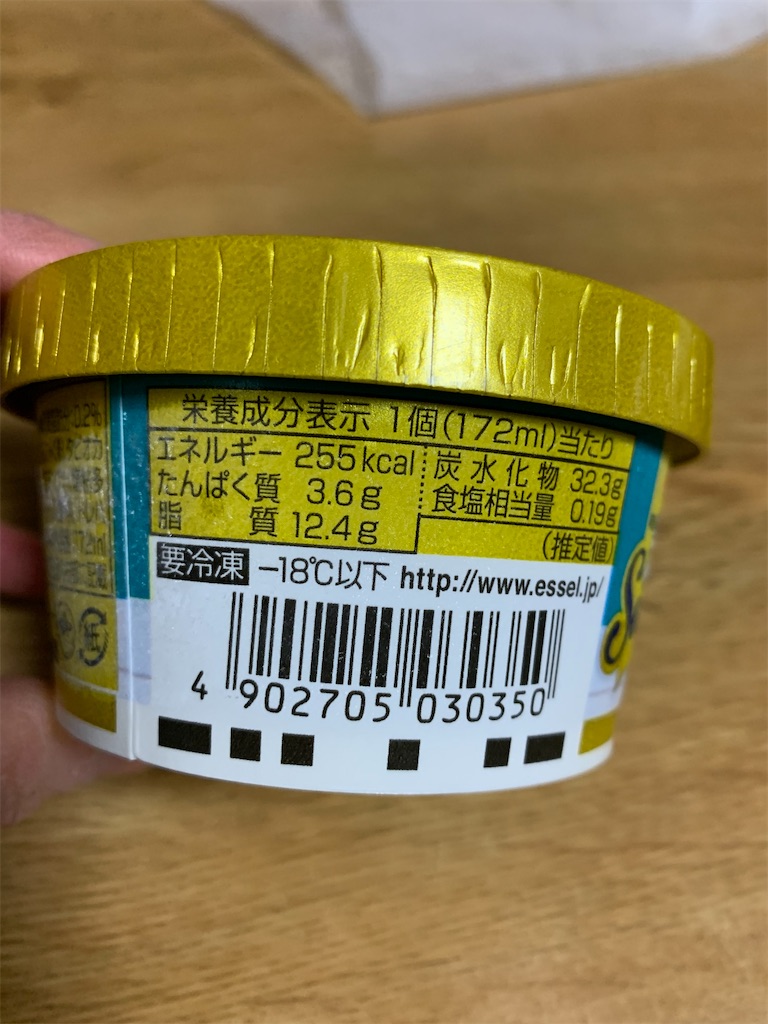 栄養成分表示 1個(172ml)当たり
エネルギー 255kcal
たんぱく質 3.6g
脂 質 12.4g
炭水化物 32.3g
食塩相当量 0.19g
(推定値)
要冷凍 −18℃以下 http://www.essel.jp/
4 902705 030350
0.2%
紙